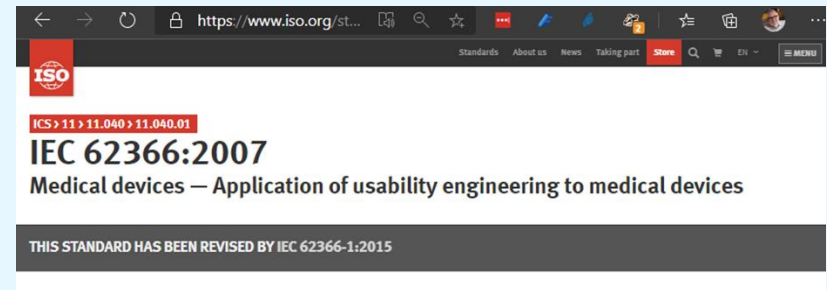 https://www.iso.org/st...
2
Standards About us News Taking part Store EN MENU
ISO
ICS > 11 > 11.040 > 11.040.01
IEC 62366:2007
Medical devices — Application of usability engineering to medical devices
THIS STANDARD HAS BEEN REVISED BY IEC 62366-1:2015